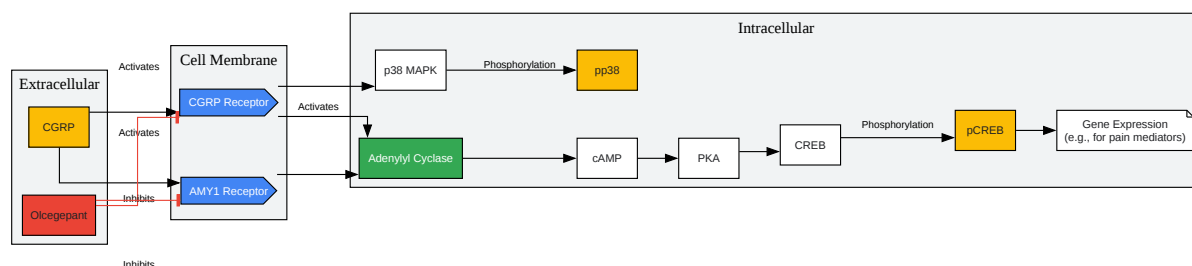 Intracellular
Cell Membrane
Extracellular
Activates
p38 MAPK
Phosphorylation
pp38
CGRP
CGRP Receptor
Activates
Activates
Phosphorylation
pCREB
Gene Expression
(e.g., for pain mediators)
Adenylyl Cyclase
cAMP
PKA
CREB
AMY1 Receptor
Inhibits
Olcegepant
Inhibits